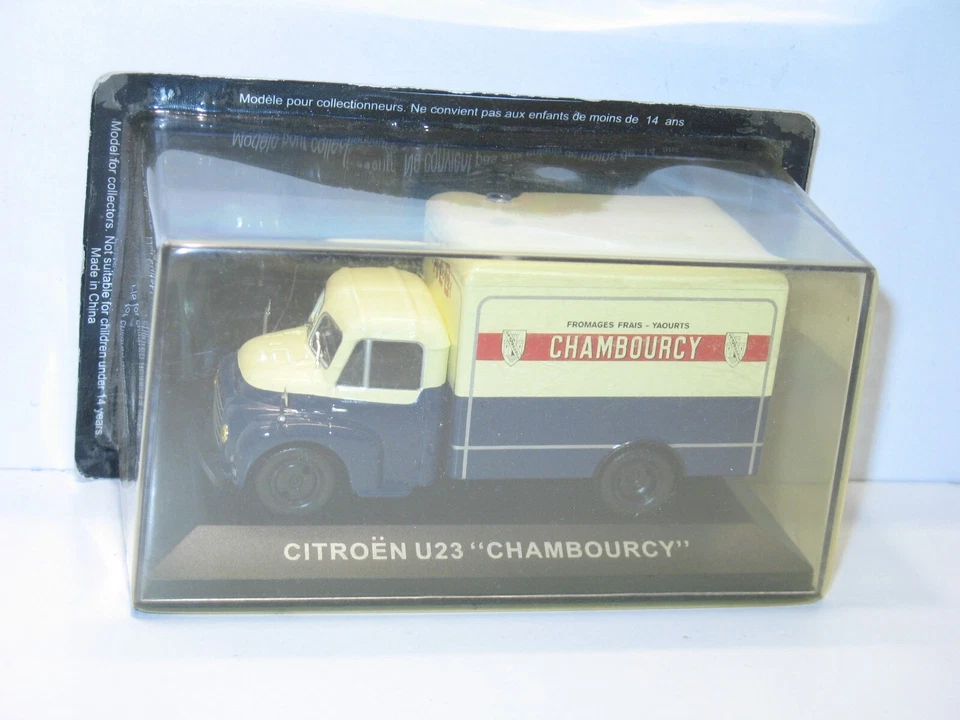 Modèle pour collectionneurs. Ne convient pas aux enfants de moins de 14 ans
Model for collectors. Not suitable for children under 14 years
Made in China
FROMAGES FRAIS - YAOURTS
CHAMBOURCY
CITROËN U23 “CHAMBOURCY”